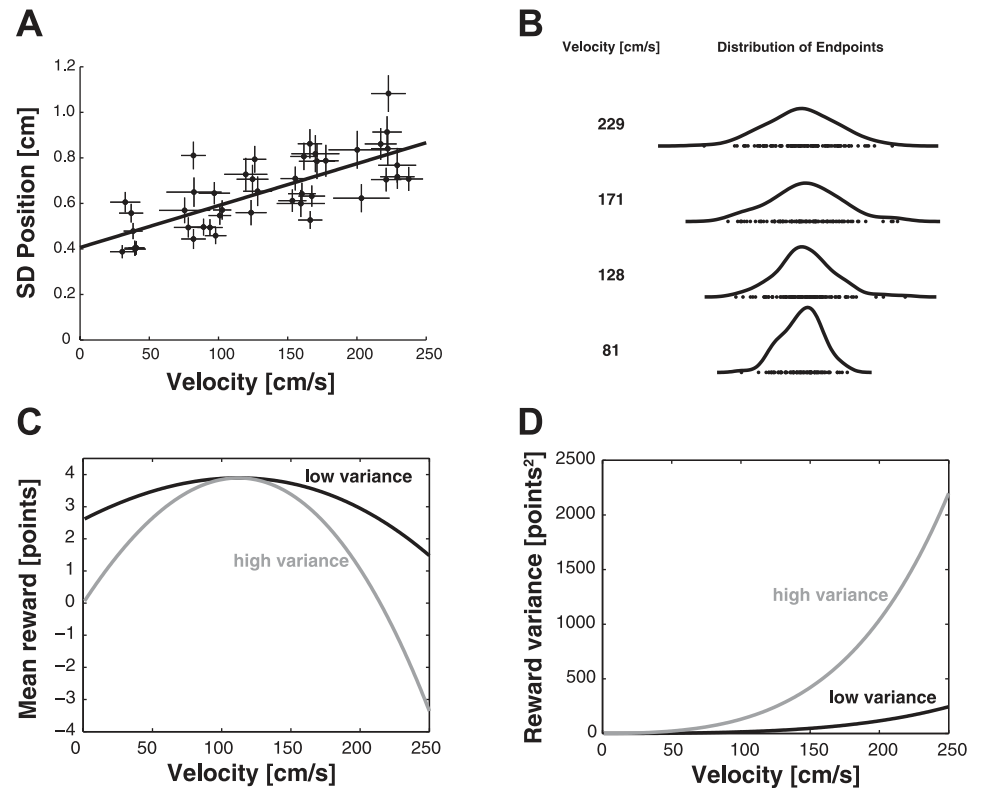 A
SD Position [cm]
1.2
1.0
0.8
0.6
0.4
0.2
0
0 50 100 150 200 250
Velocity [cm/s]
B
Velocity [cm/s] Distribution of Endpoints
229
171
128
81
C
Mean reward [points]
4
3
2
1
0
−1
−2
−3
−4
low variance
high variance
0 50 100 150 200 250
Velocity [cm/s]
D
Reward variance [points²]
2500
2000
1500
1000
500
0
high variance
low variance
0 50 100 150 200 250
Velocity [cm/s]